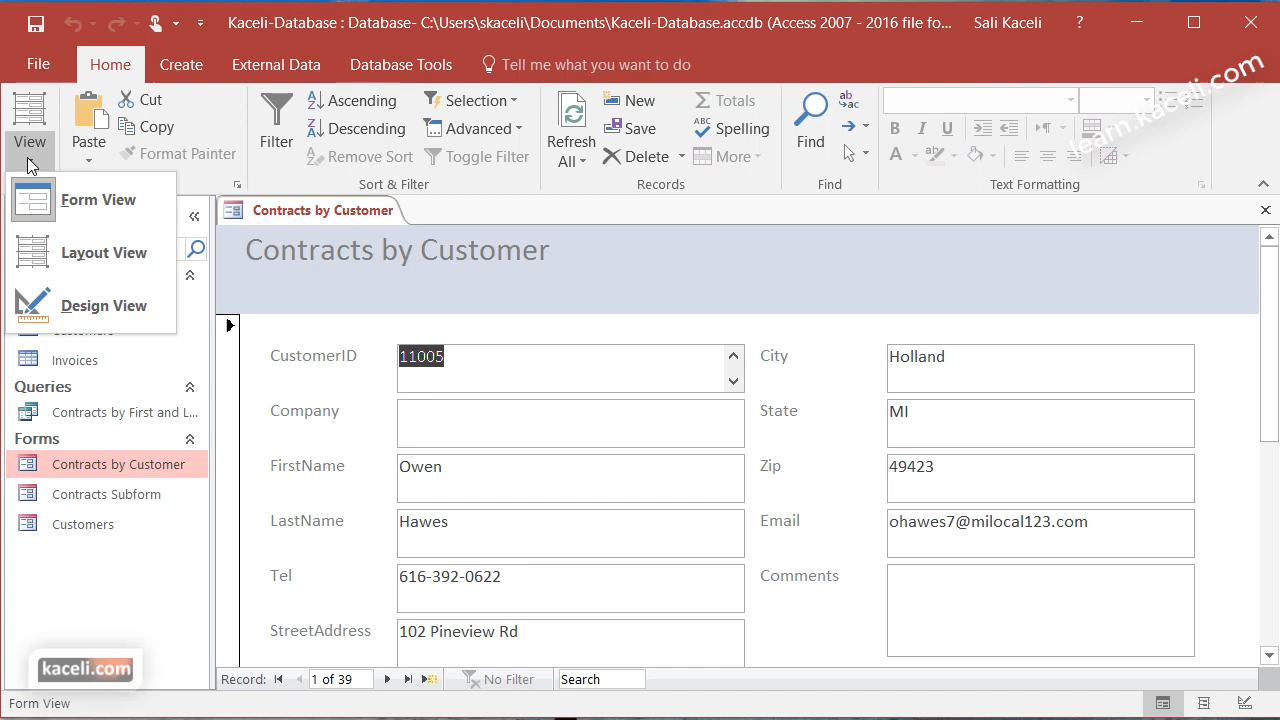 Kaceli-Database : Database- C:\Users\skaceli\Documents\Kaceli-Database.accdb (Access 2007 - 2016 file fo... Sali Kaceli ?
File Home Create External Data Database Tools Tell me what you want to do
learn.kaceli.com
View
Paste
Cut
Copy
Format Painter
Filter
Ascending
Descending
Remove Sort
Selection
Advanced
Toggle Filter
Sort & Filter
Refresh
All
New
Save
Delete
Totals
Spelling
More
Records
Find
ab
ac
Find
B I U
A
Text Formatting
Form View
Layout View
Design View
Customers
Invoices
Queries
Contracts by First and L...
Forms
Contracts by Customer
Contracts Subform
Customers
kaceli.com
Contracts by Customer
Contracts by Customer
CustomerID 11005 City Holland
Company State MI
FirstName Owen Zip 49423
LastName Hawes Email ohawes7@milocal123.com
Tel 616-392-0622 Comments
StreetAddress 102 Pineview Rd
Record: 1 of 39 No Filter Search
Form View